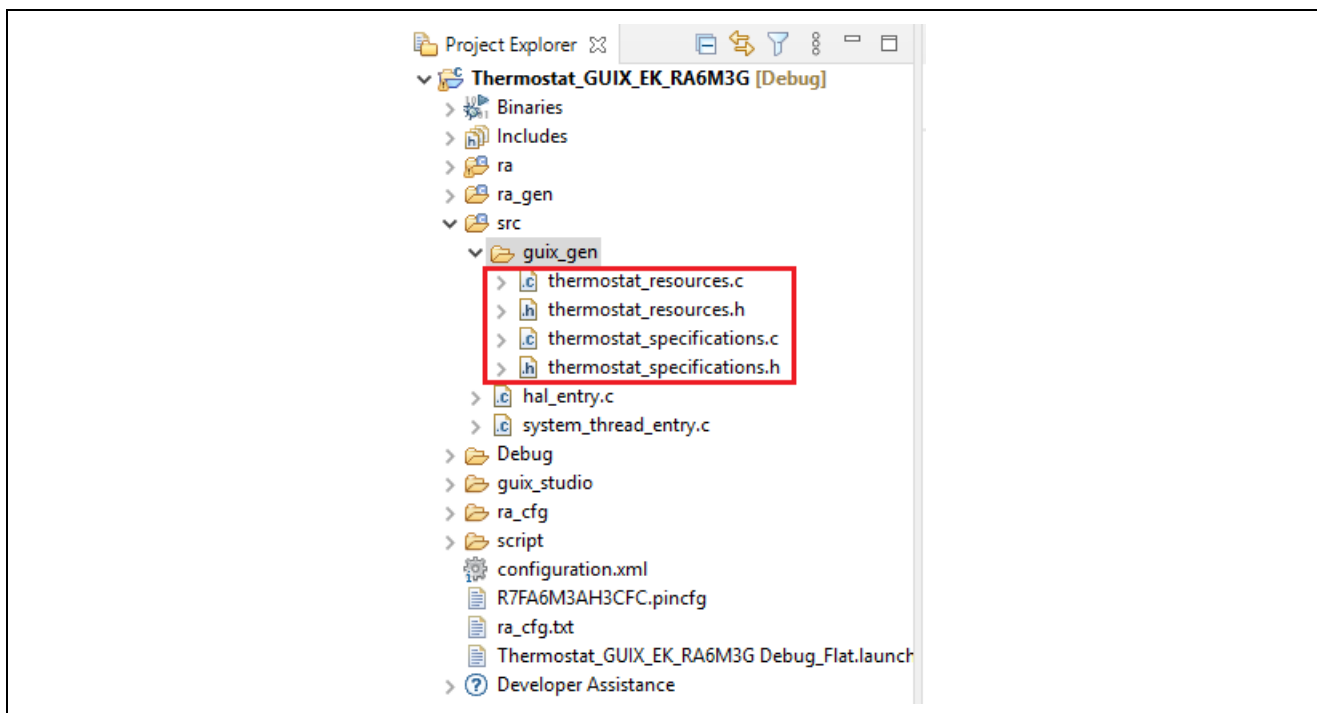 Project Explorer
Thermostat_GUIX_EK_RA6M3G [Debug]
Binaries
Includes
ra
ra_gen
src
guix_gen
thermostat_resources.c
thermostat_resources.h
thermostat_specifications.c
thermostat_specifications.h
hal_entry.c
system_thread_entry.c
Debug
guix_studio
ra_cfg
script
configuration.xml
R7FA6M3AH3CFC.pincfg
ra_cfg.txt
Thermostat_GUIX_EK_RA6M3G Debug_Flat.launch
Developer Assistance